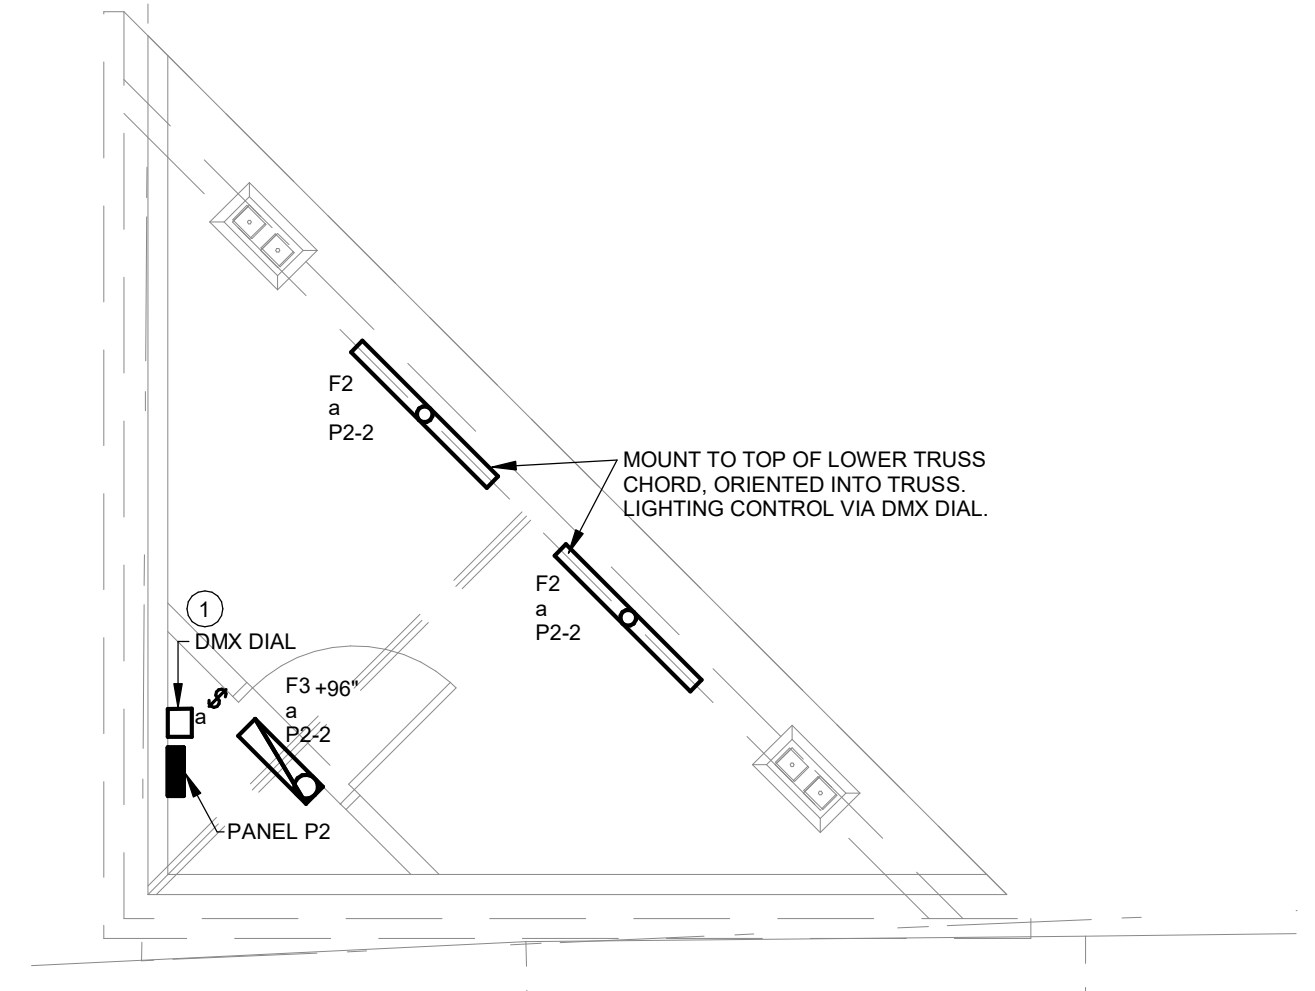 F2
a
P2-2
MOUNT TO TOP OF LOWER TRUSS
CHORD, ORIENTED INTO TRUSS.
LIGHTING CONTROL VIA DMX DIAL.
F2
a
P2-2
1
DMX DIAL
F3 +96"
a
P2-2
$
a
PANEL P2